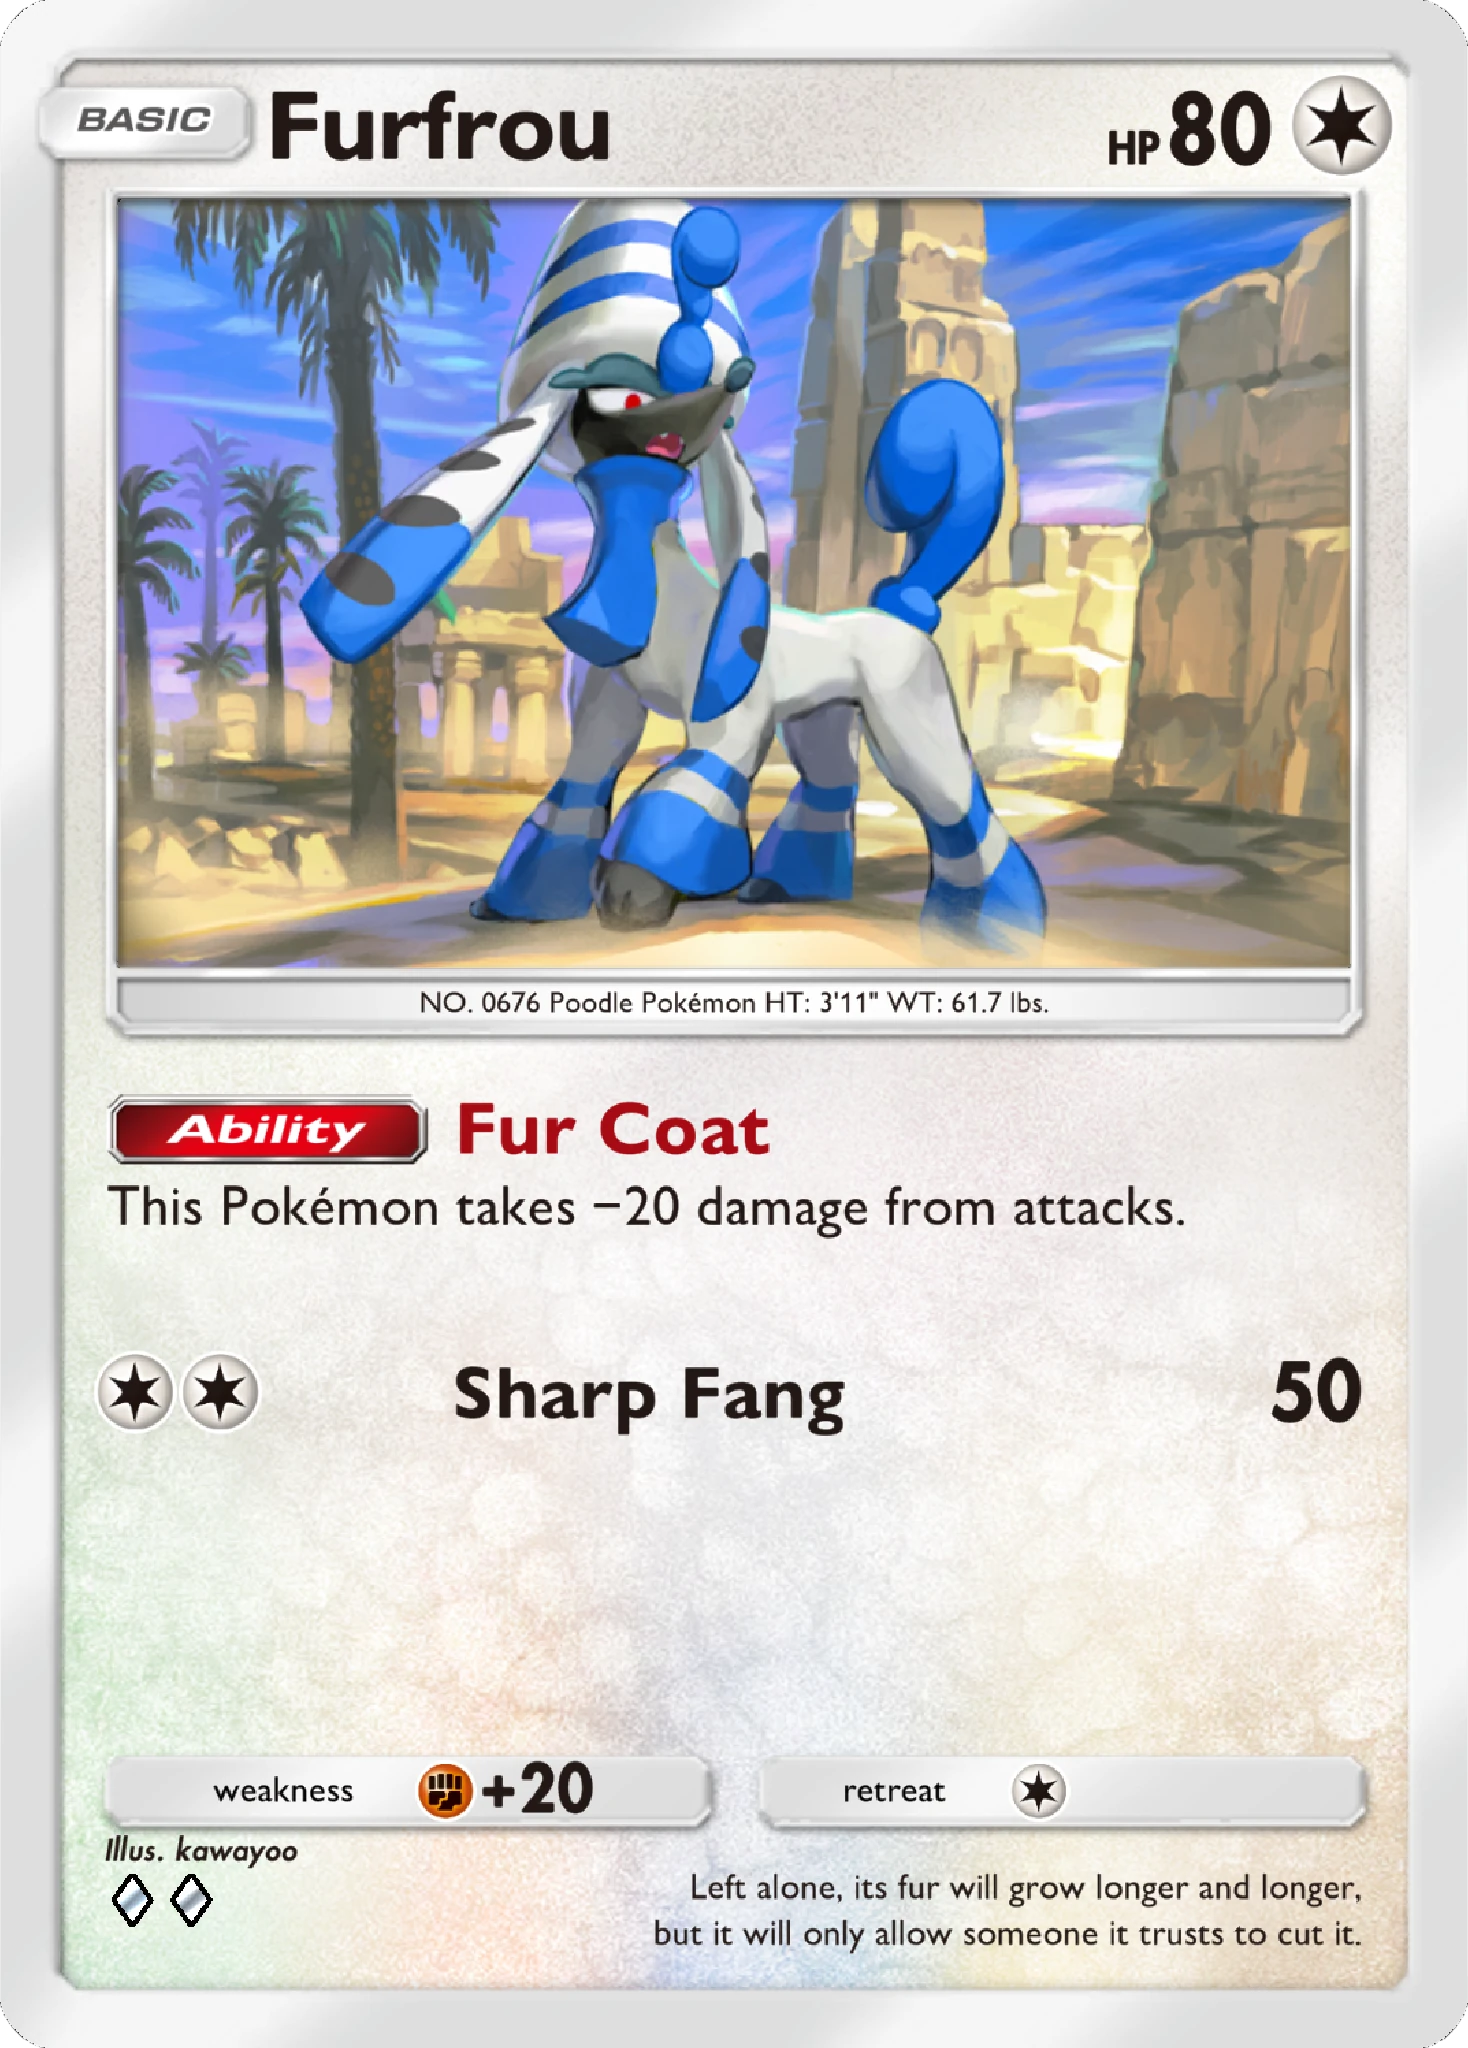 BASIC
Furfrou
HP 80
NO. 0676 Poodle Pokémon HT: 3'11" WT: 61.7 lbs.
Ability Fur Coat
This Pokémon takes −20 damage from attacks.
Sharp Fang 50
weakness +20 retreat
Illus. kawayoo
Left alone, its fur will grow longer and longer,
but it will only allow someone it trusts to cut it.